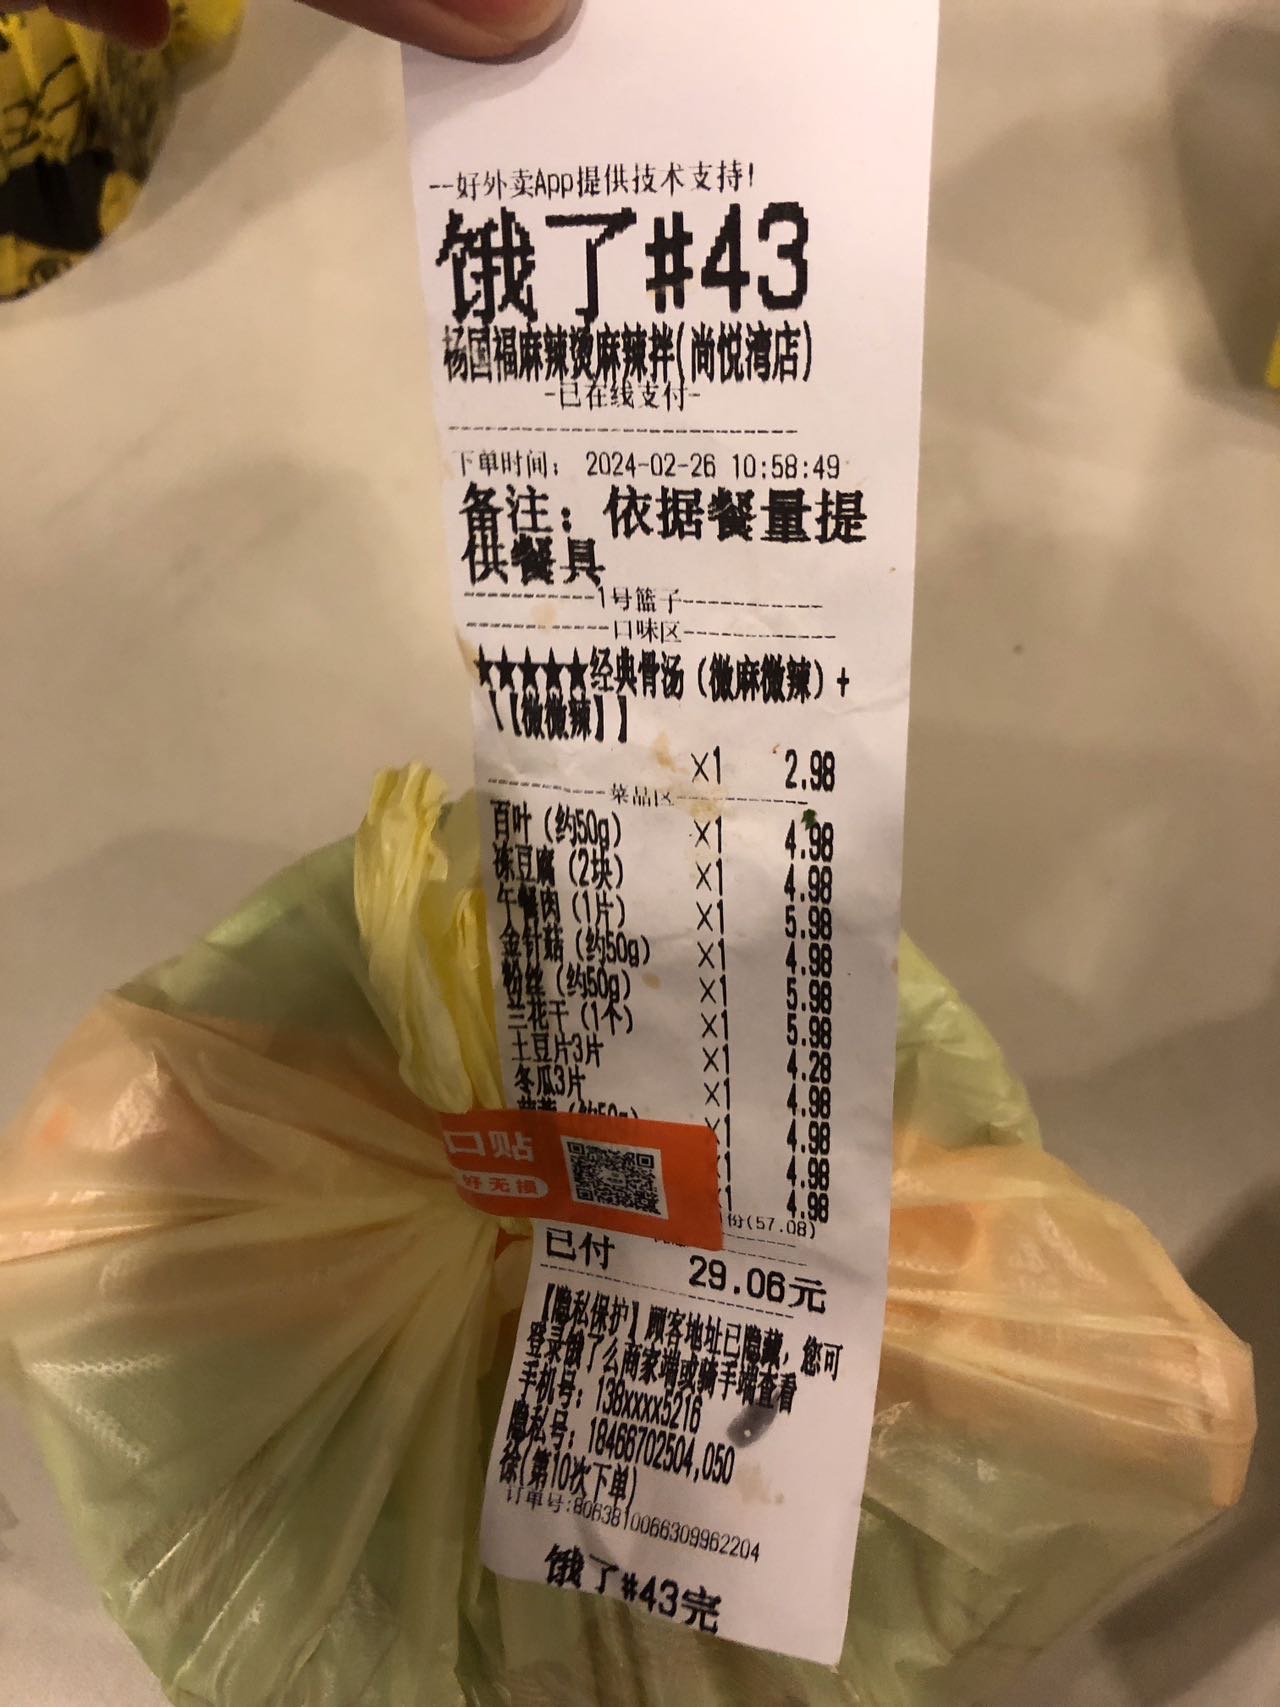 --好外卖App提供技术支持!
饿了#43
杨国福麻辣烫麻辣拌(尚悦湾店)
-已在线支付-
下单时间: 2024-02-26 10:58:49
备注: 依据餐量提
供餐具
1号篮子
口味区
★★★★★经典骨汤(微麻微辣)+
【【微微辣】】
X1 2.98
菜品区
百叶(约50g) X1 4.98
冻豆腐(2块) X1 4.98
午餐肉(1片) X1 5.98
金针菇(约50g) X1 4.98
粉丝(约50g) X1 5.98
兰花干(1个) X1 5.98
土豆片3片 X1 4.28
冬瓜3片 X1 4.98
(约50g) X1 4.98
X1 4.98
X1 4.98
口贴
好无损
份(57.08)
已付 29.06元
【隐私保护】顾客地址已隐藏,您可
登录饿了么商家端或骑手端查看
手机号: 138xxxx5216
隐私号: 18466702504,050
徐(第10次下单)
订单号:8063810066309962204
饿了#43完